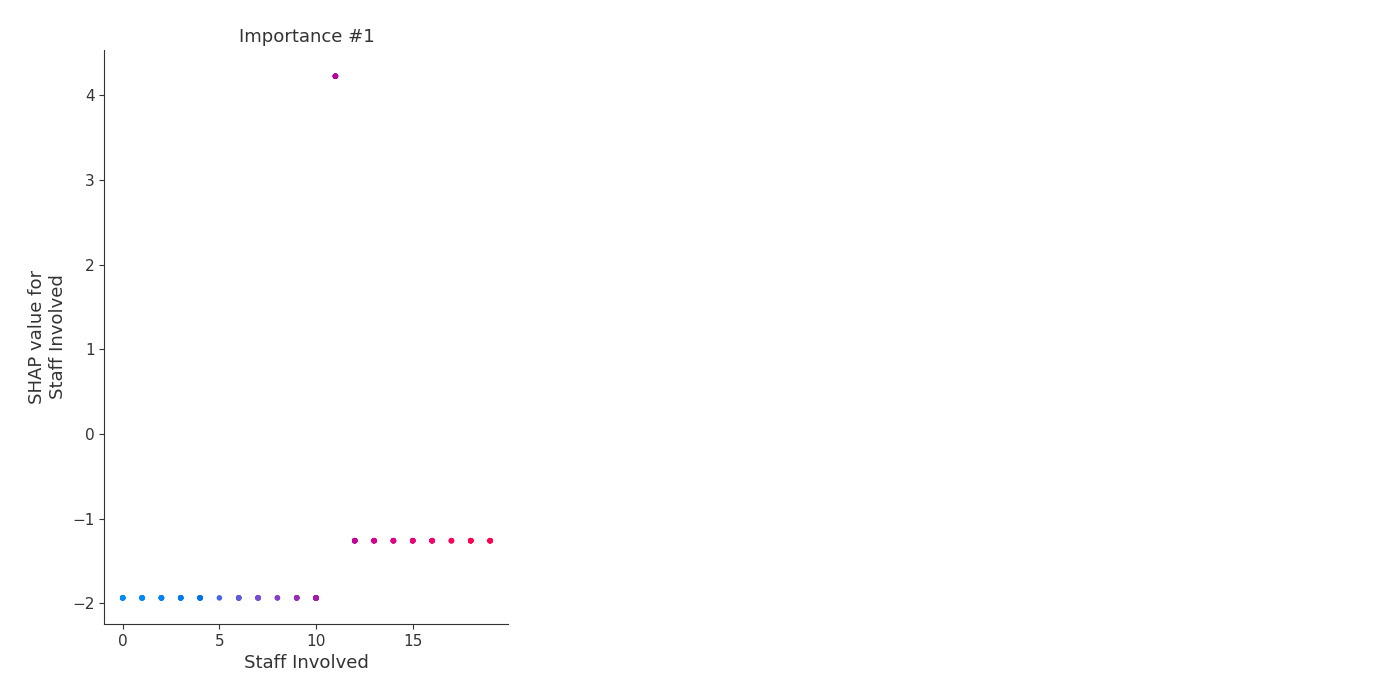 Importance #1
4
3
2
1
0
−1
−2
SHAP value for
Staff Involved
0 5 10 15
Staff Involved